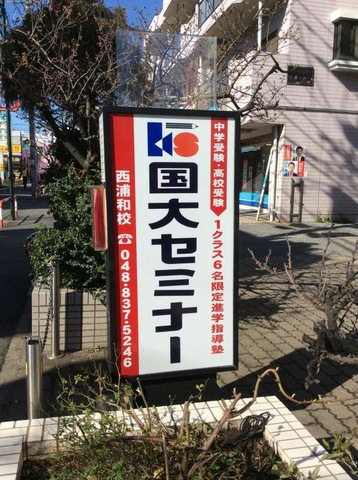 KS
中学受験・高校受験▶1クラス6名限定進学指導塾
国大セミナー
西浦和校 ☎048-837-5246